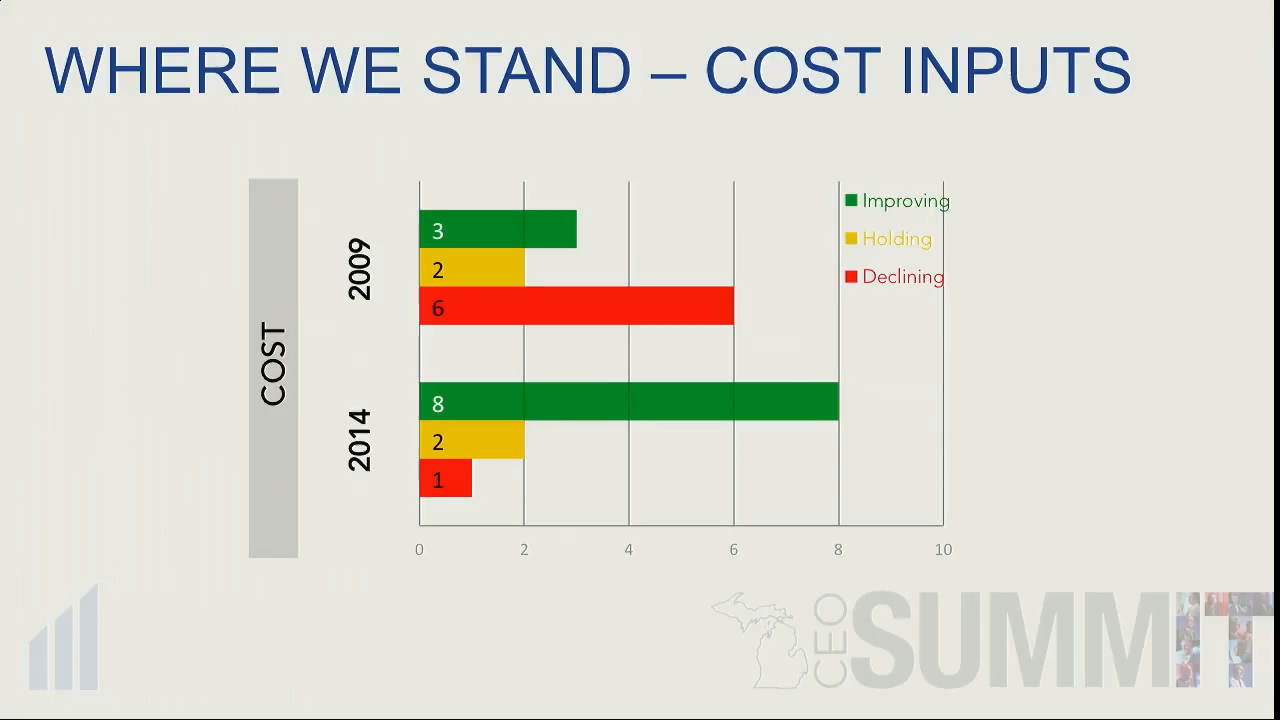 WHERE WE STAND – COST INPUTS
COST
2009
3
2
6
2014
8
2
1
Improving
Holding
Declining
0 2 4 6 8 10
CEO SUMMIT